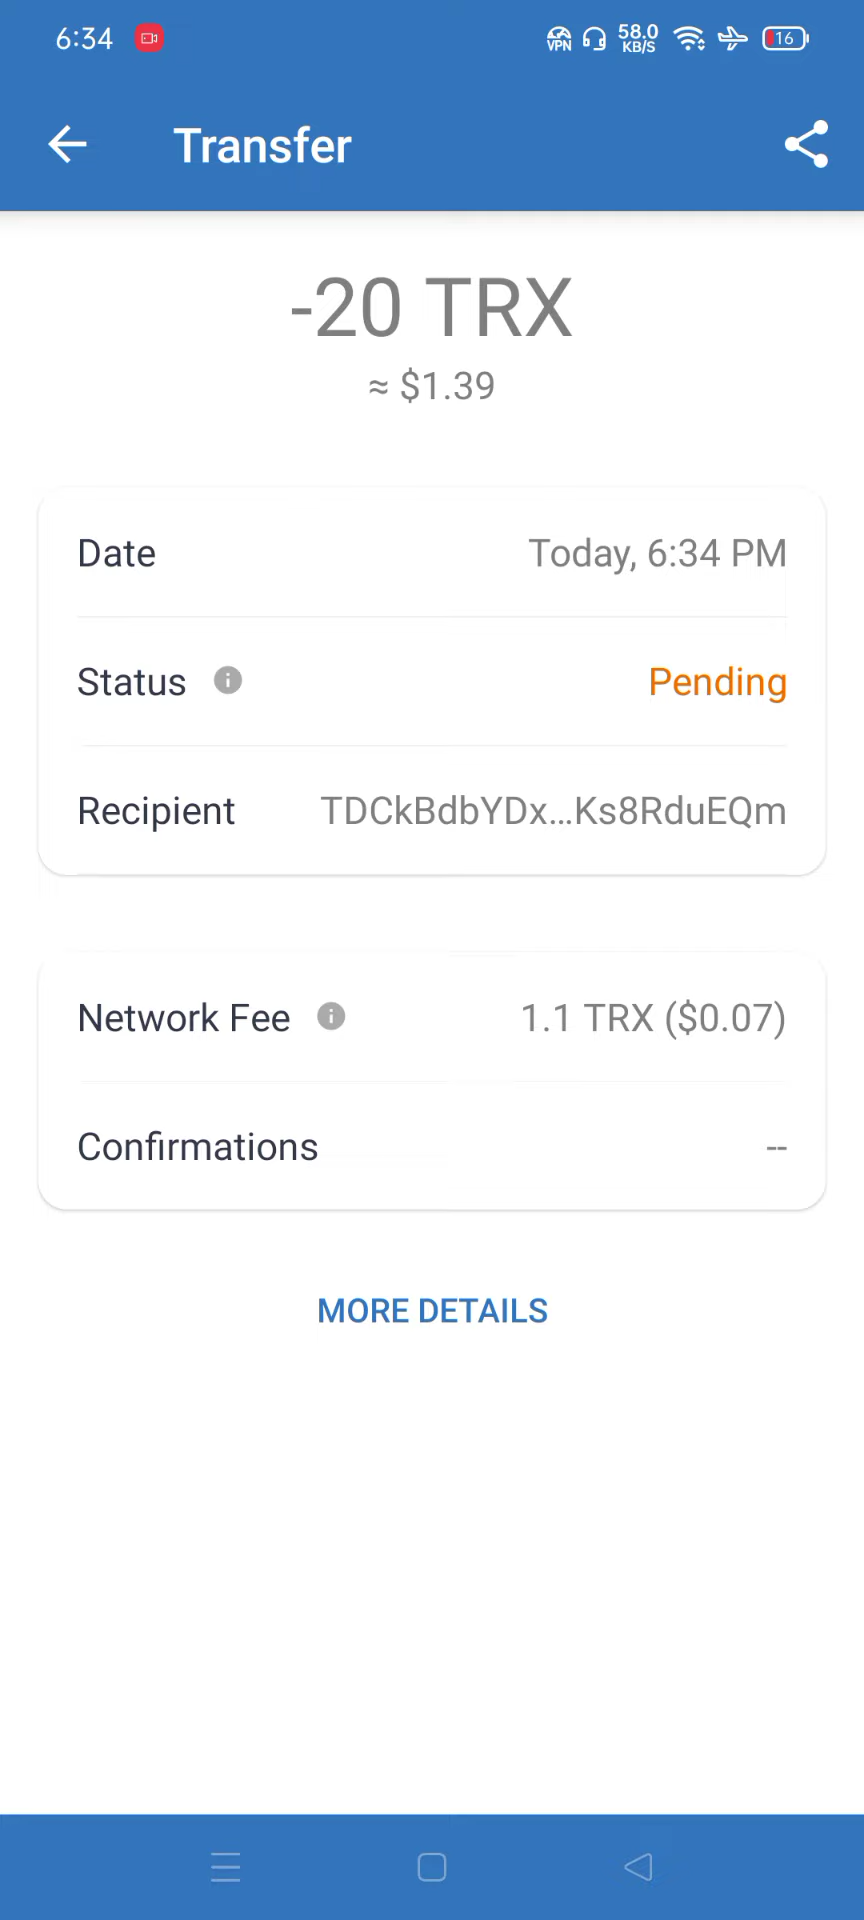 6:34 VPN 58.0 KB/S 16
Transfer
-20 TRX
≈ $1.39
Date Today, 6:34 PM
Status Pending
Recipient TDCkBdbYDx...Ks8RduEQm
Network Fee 1.1 TRX ($0.07)
Confirmations --
MORE DETAILS